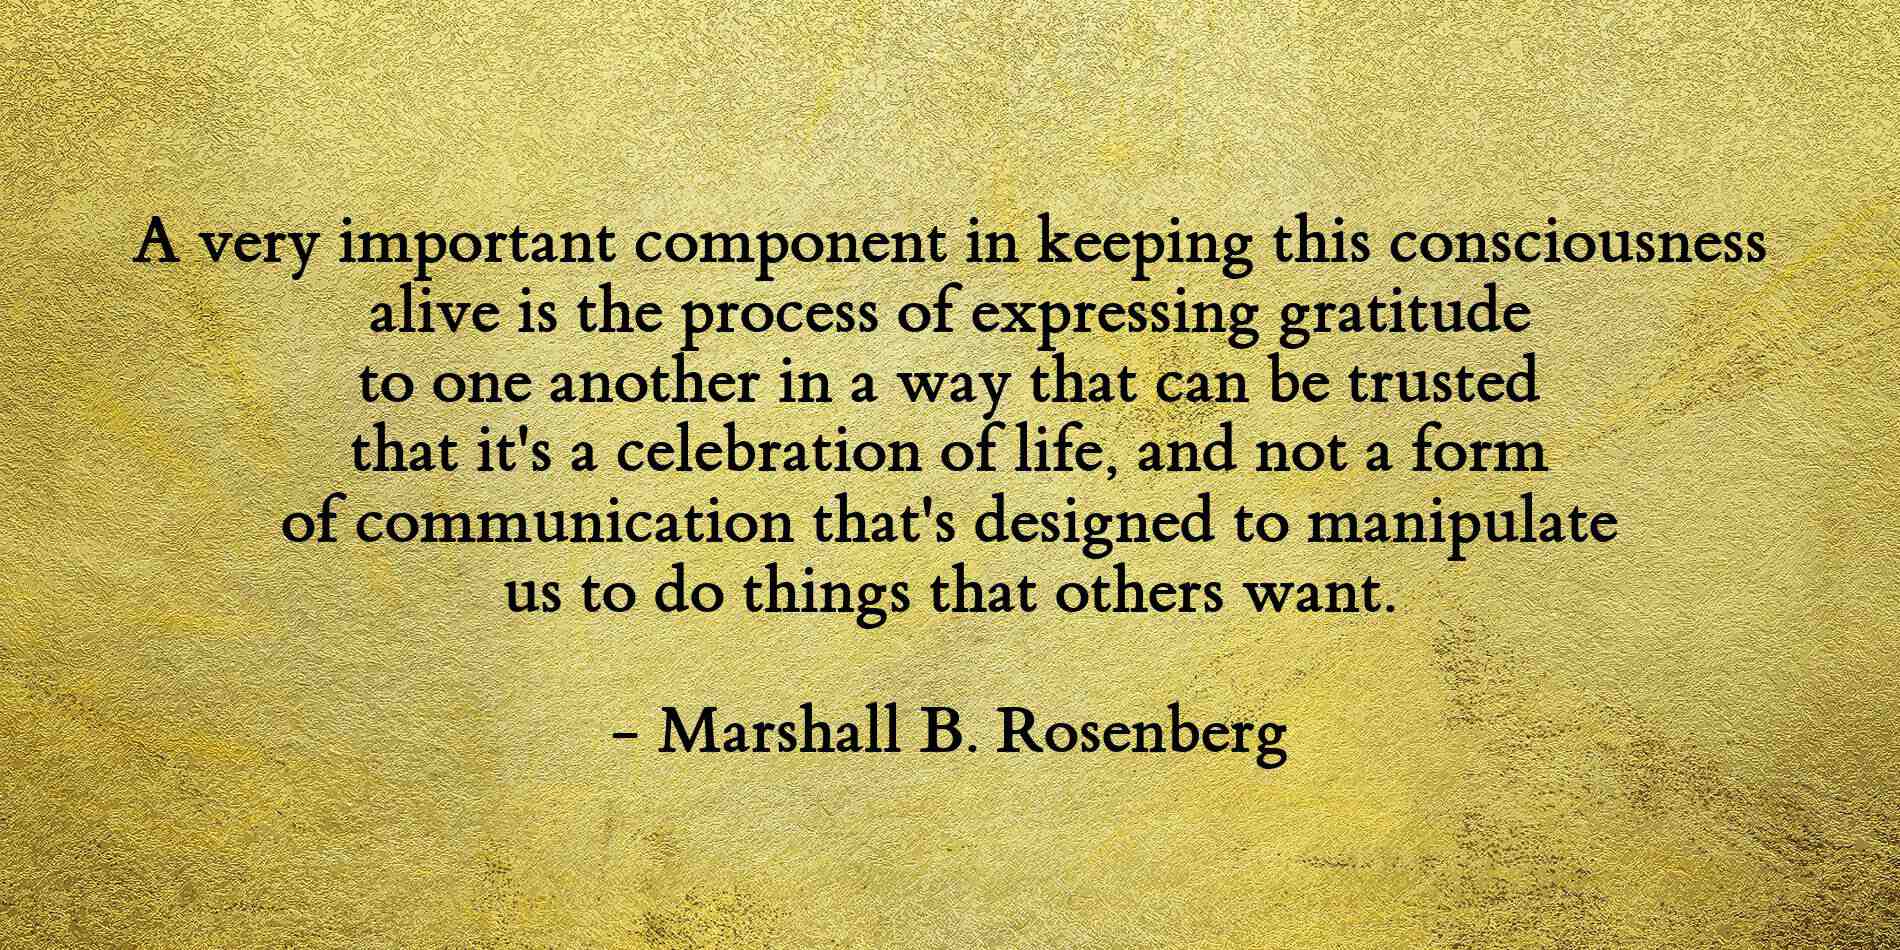 A very important component in keeping this consciousness
alive is the process of expressing gratitude
to one another in a way that can be trusted
that it's a celebration of life, and not a form
of communication that's designed to manipulate
us to do things that others want.
- Marshall B. Rosenberg